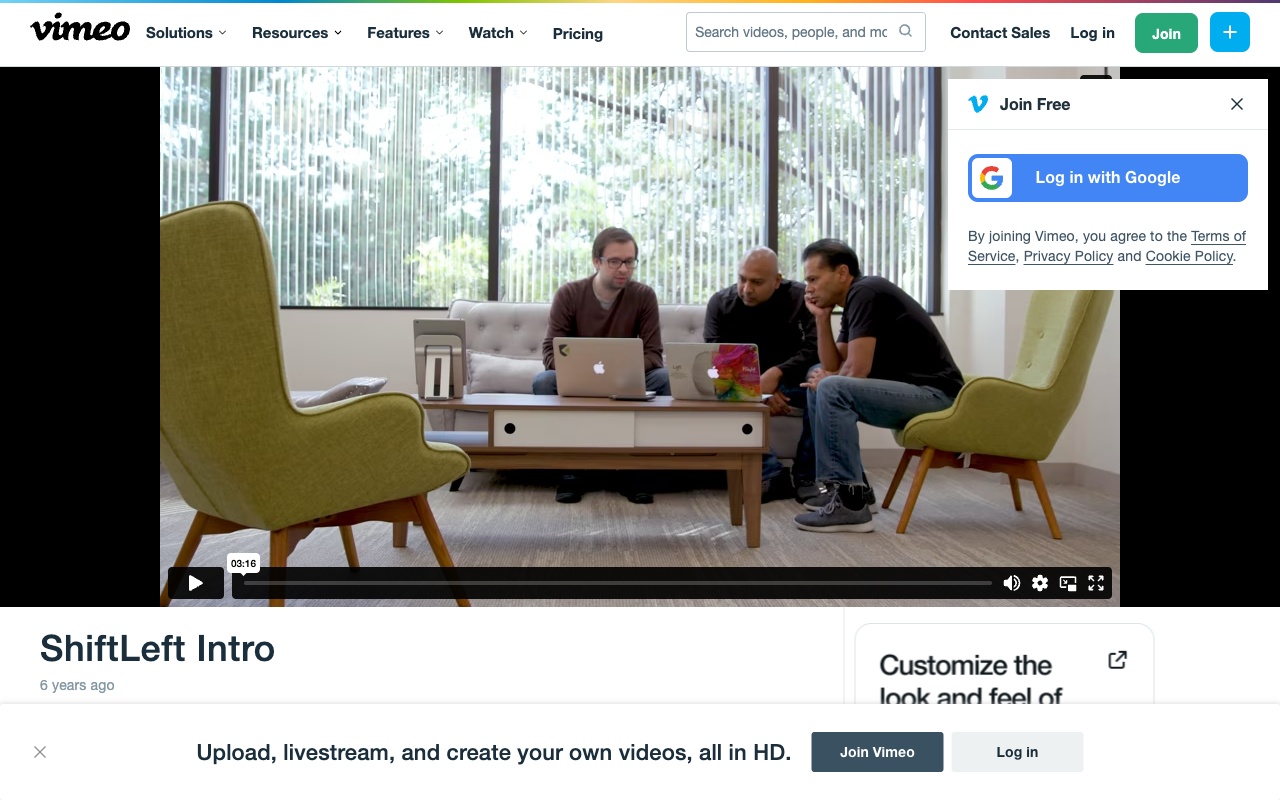 vimeo
Solutions
Resources
Features
Watch
Pricing
Search videos, people, and mo
Contact Sales
Log in
Join
Join Free
Log in with Google
By joining Vimeo, you agree to the Terms of
Service, Privacy Policy and Cookie Policy.
Lyft
03:16
ShiftLeft Intro
6 years ago
Customize the
look and feel of
Upload, livestream, and create your own videos, all in HD.
Join Vimeo
Log in